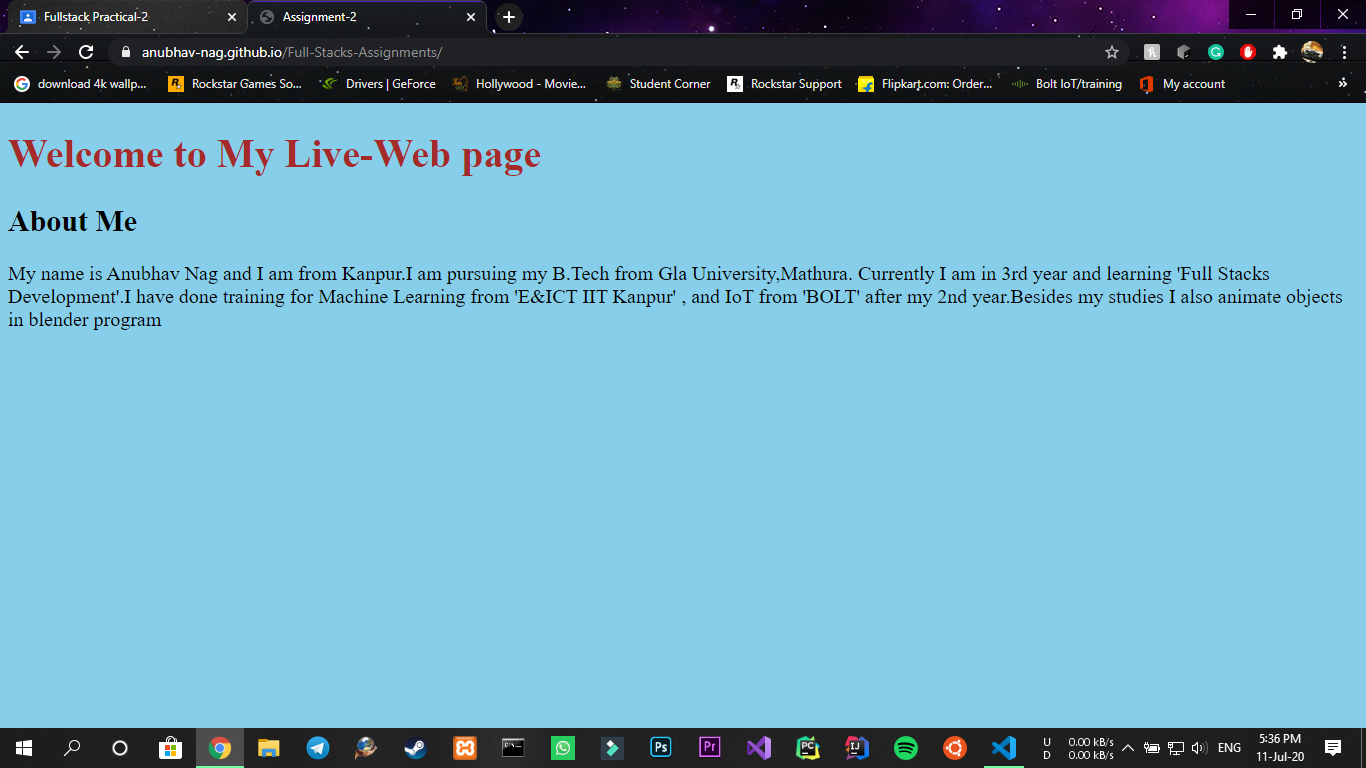 Fullstack Practical-2
Assignment-2
anubhav-nag.github.io/Full-Stacks-Assignments/
download 4k wallp...
Rockstar Games So...
Drivers | GeForce
Hollywood - Movie...
Student Corner
Rockstar Support
Flipkart.com: Order...
Bolt IoT/training
My account
Welcome to My Live-Web page
About Me
My name is Anubhav Nag and I am from Kanpur.I am pursuing my B.Tech from Gla University,Mathura. Currently I am in 3rd year and learning 'Full Stacks
Development'.I have done training for Machine Learning from 'E&ICT IIT Kanpur' , and IoT from 'BOLT' after my 2nd year.Besides my studies I also animate objects
in blender program
Ps
Pr
PC
IJ
U 0.00 kB/s
D 0.00 kB/s
ENG
5:36 PM
11-Jul-20